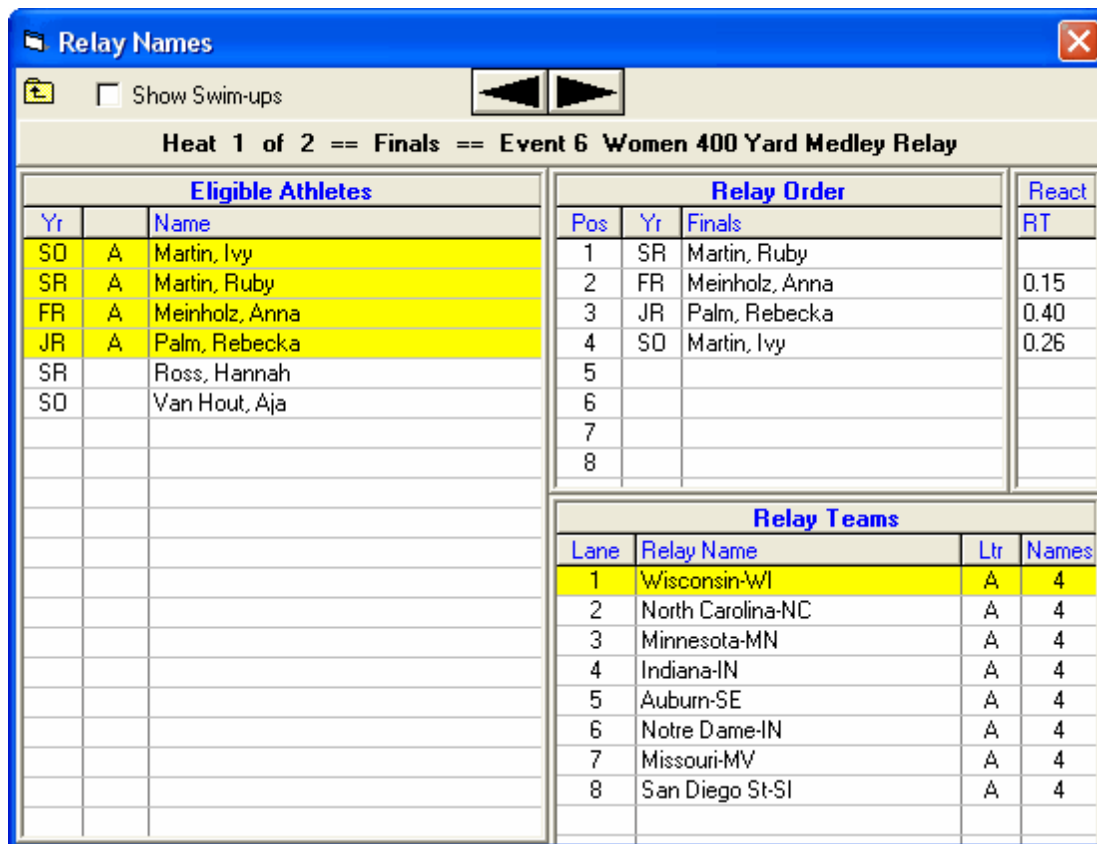 Relay Names
Show Swim-ups
Heat 1 of 2 == Finals == Event 6 Women 400 Yard Medley Relay
Eligible Athletes
Yr Name
SO A Martin, Ivy
SR A Martin, Ruby
FR A Meinholz, Anna
JR A Palm, Rebecka
SR Ross, Hannah
SO Van Hout, Aja
Relay Order React
Pos Yr Finals RT
1 SR Martin, Ruby
2 FR Meinholz, Anna 0.15
3 JR Palm, Rebecka 0.40
4 SO Martin, Ivy 0.26
5
6
7
8
Relay Teams
Lane Relay Name Ltr Names
1 Wisconsin-WI A 4
2 North Carolina-NC A 4
3 Minnesota-MN A 4
4 Indiana-IN A 4
5 Auburn-SE A 4
6 Notre Dame-IN A 4
7 Missouri-MV A 4
8 San Diego St-SI A 4